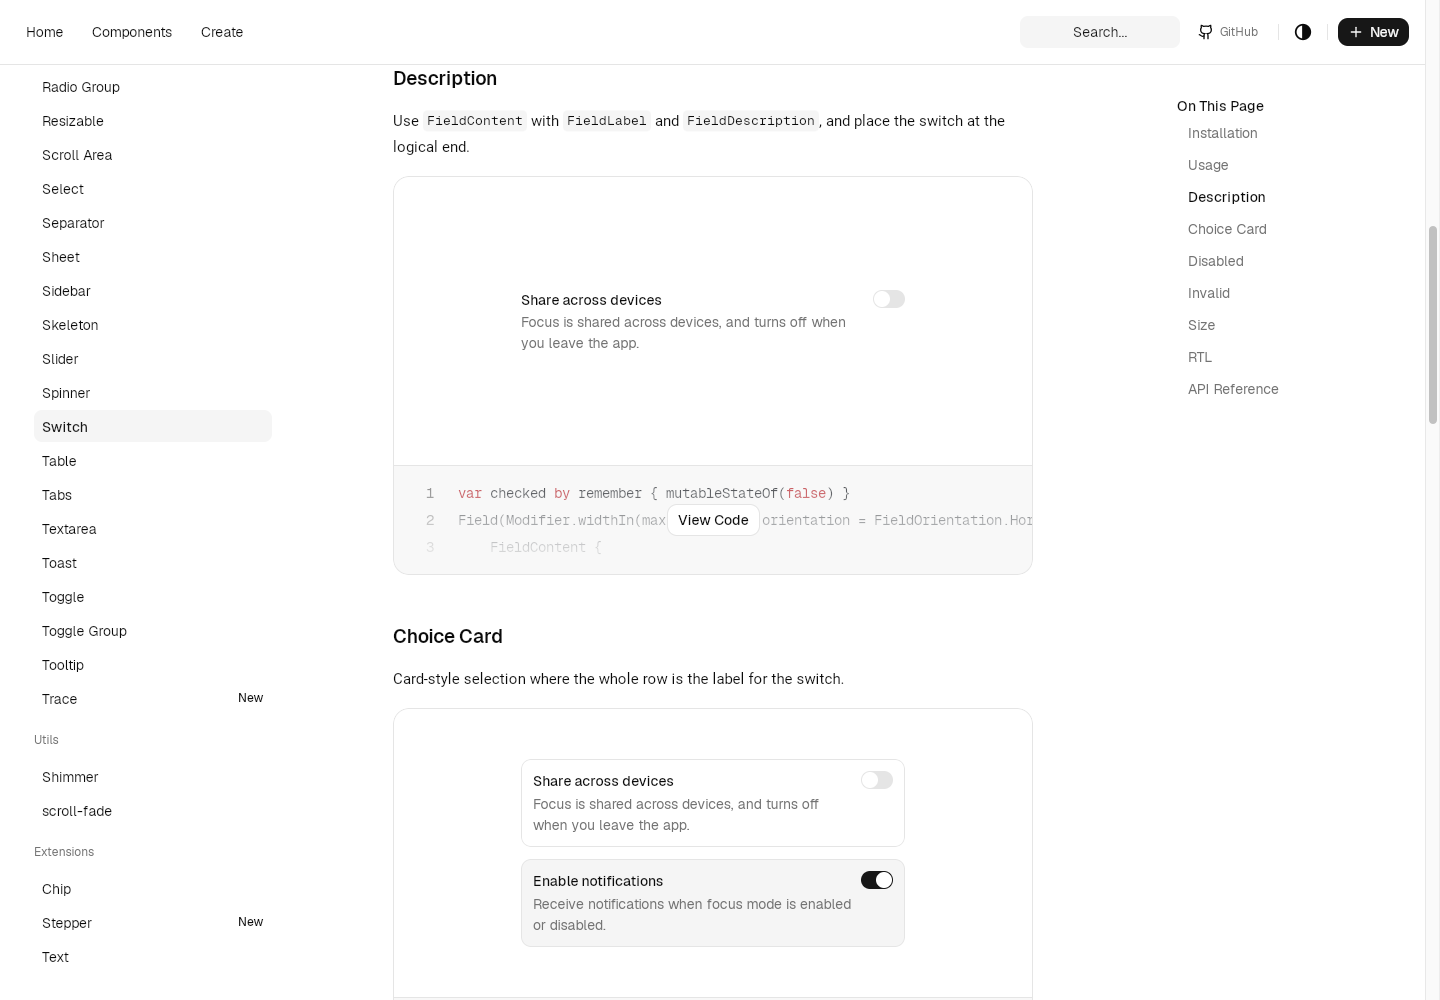 Home
Components
Create
Search...
GitHub
New
Radio Group
Resizable
Scroll Area
Select
Separator
Sheet
Sidebar
Skeleton
Slider
Spinner
Switch
Table
Tabs
Textarea
Toast
Toggle
Toggle Group
Tooltip
Trace New
Utils
Shimmer
scroll-fade
Extensions
Chip
Stepper New
Text
Description
Use FieldContent with FieldLabel and FieldDescription, and place the switch at the
logical end.
Share across devices
Focus is shared across devices, and turns off when
you leave the app.
1 var checked by remember { mutableStateOf(false) }
2 Field(Modifier.widthIn(max orientation = FieldOrientation.Hor
View Code
3 FieldContent {
Choice Card
Card-style selection where the whole row is the label for the switch.
Share across devices
Focus is shared across devices, and turns off
when you leave the app.
Enable notifications
Receive notifications when focus mode is enabled
or disabled.
On This Page
Installation
Usage
Description
Choice Card
Disabled
Invalid
Size
RTL
API Reference